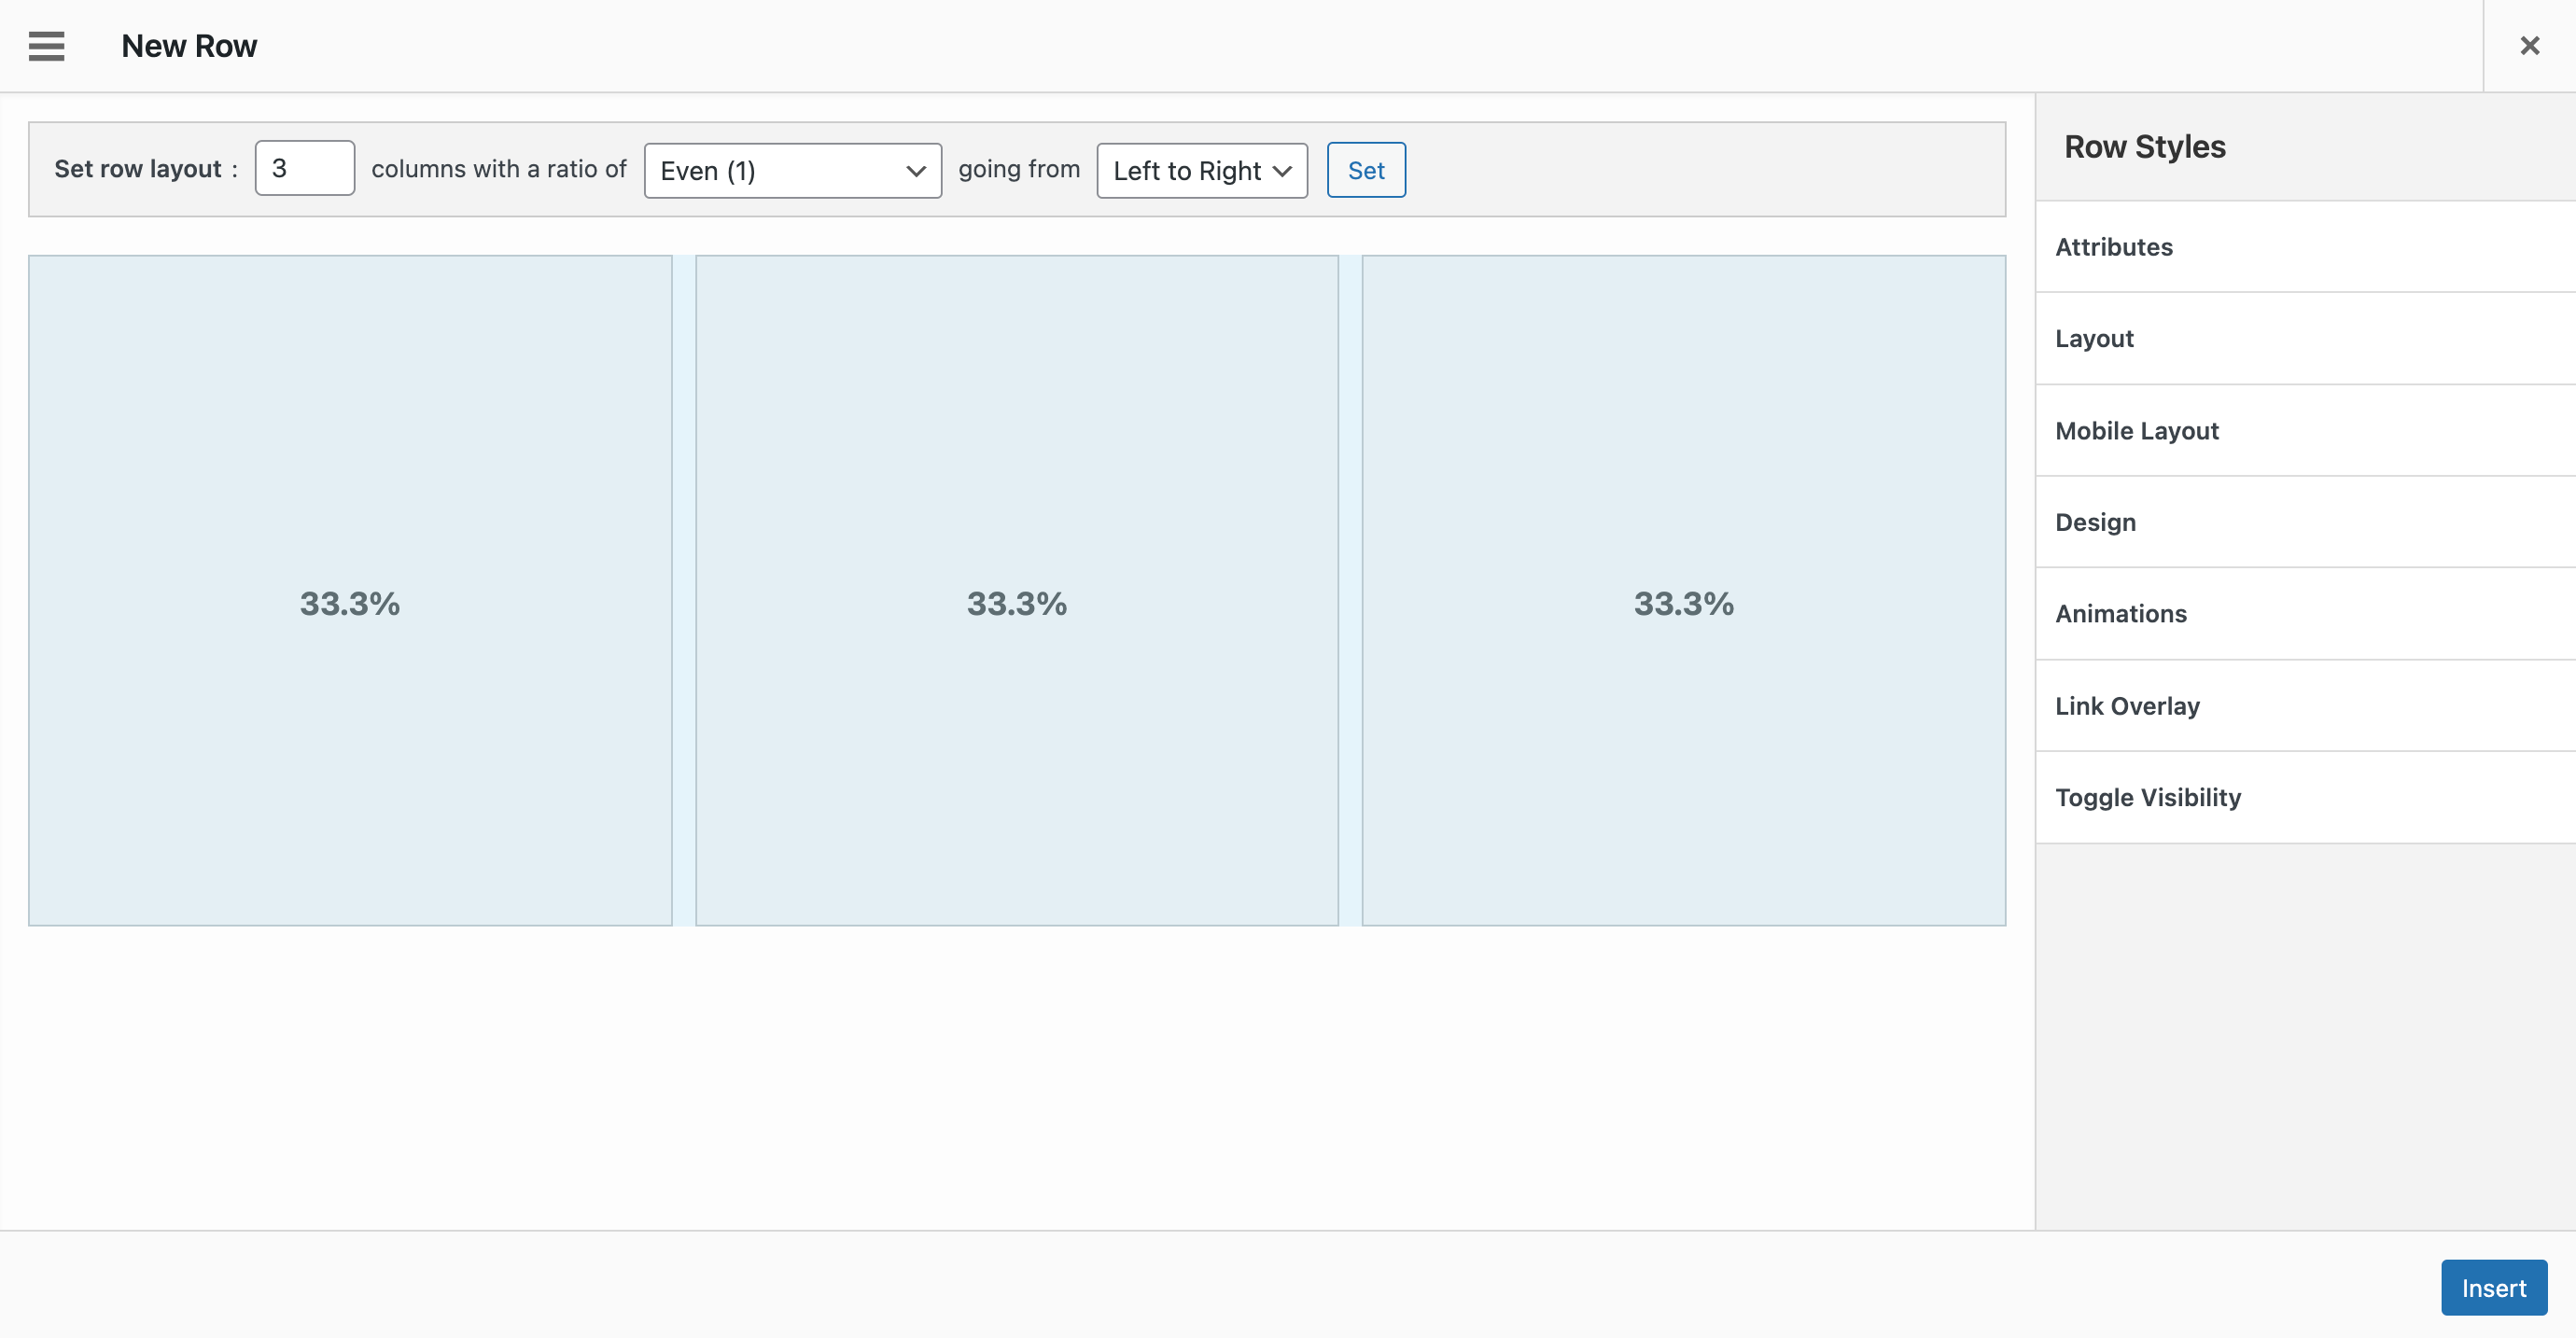 New Row
Set row layout : 3 columns with a ratio of Even (1) going from Left to Right Set
33.3% 33.3% 33.3%
Row Styles
Attributes
Layout
Mobile Layout
Design
Animations
Link Overlay
Toggle Visibility
Insert